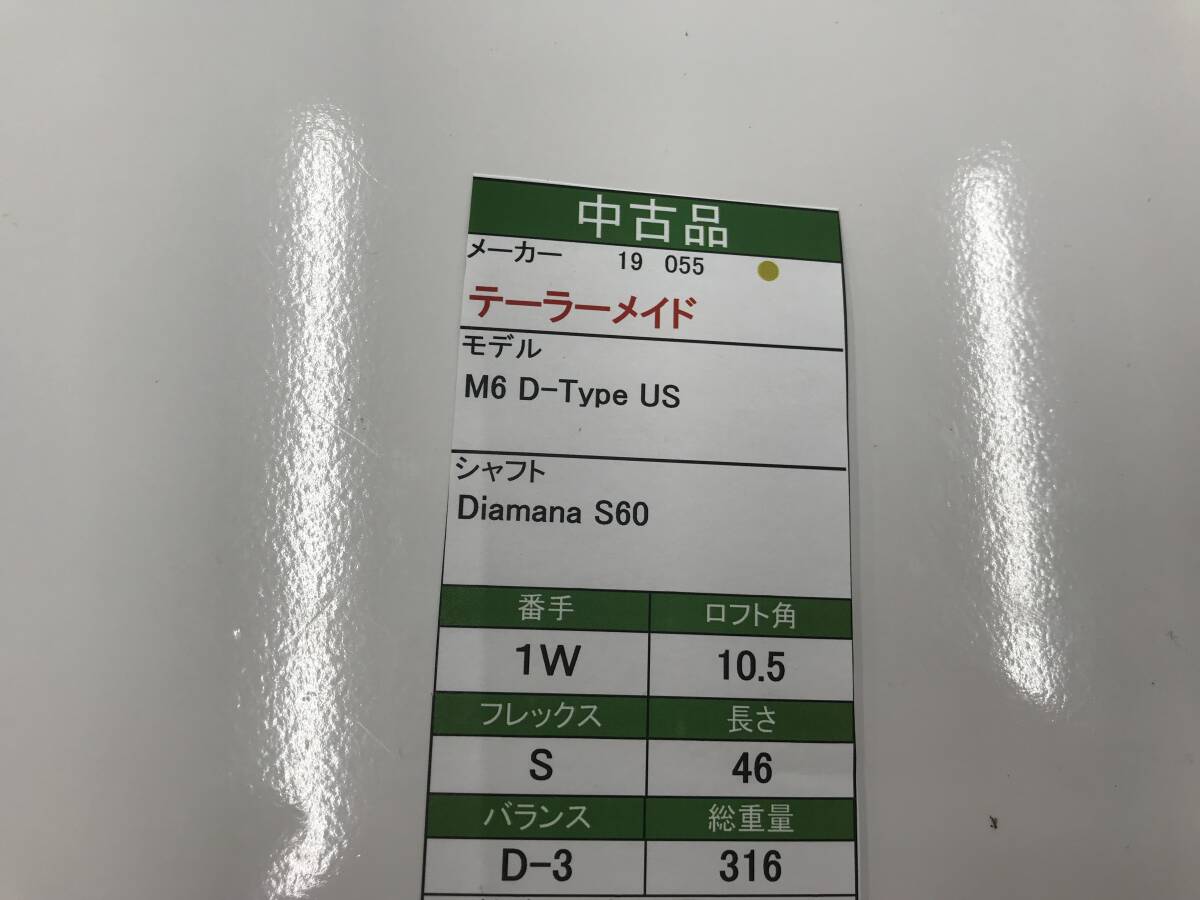 中古品
メーカー 19 055
テーラーメイド
モデル
M6 D-Type US
シャフト
Diamana S60
番手 ロフト角
1W 10.5
フレックス 長さ
S 46
バランス 総重量
D-3 316